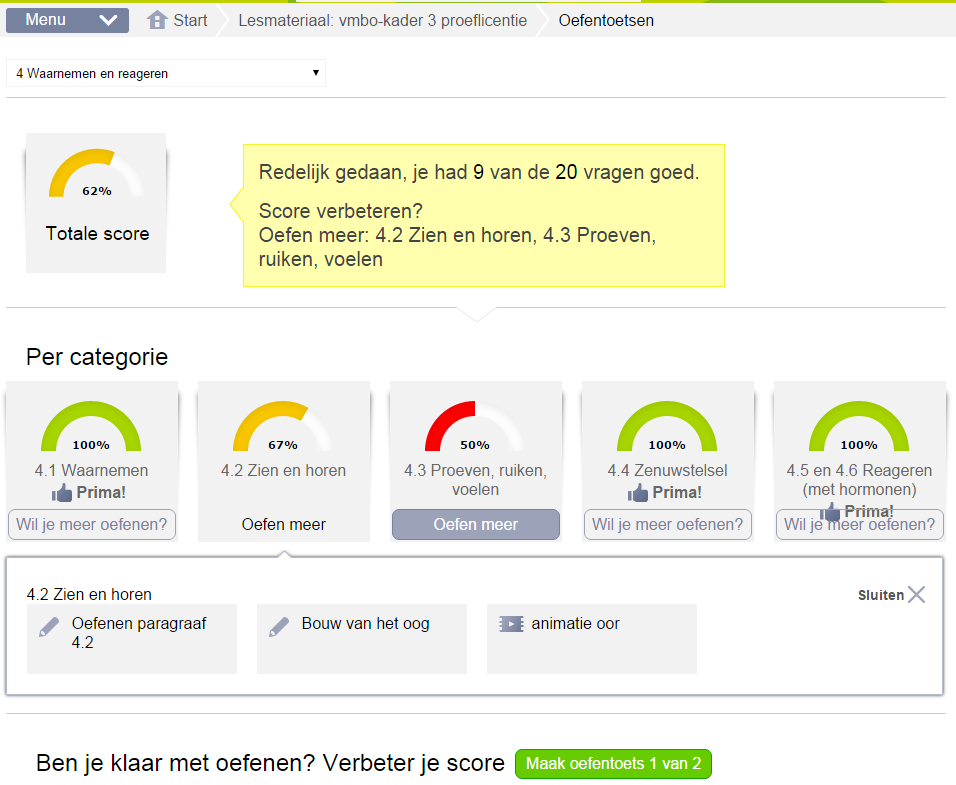 Menu
Start
Lesmateriaal: vmbo-kader 3 proeflicentie
Oefentoetsen
4 Waarnemen en reageren
62%
Totale score
Redelijk gedaan, je had 9 van de 20 vragen goed.
Score verbeteren?
Oefen meer: 4.2 Zien en horen, 4.3 Proeven,
ruiken, voelen
Per categorie
100%
4.1 Waarnemen
Prima!
Wil je meer oefenen?
67%
4.2 Zien en horen
Oefen meer
50%
4.3 Proeven, ruiken,
voelen
Oefen meer
100%
4.4 Zenuwstelsel
Prima!
Wil je meer oefenen?
100%
4.5 en 4.6 Reageren
(met hormonen)
Prima!
Wil je meer oefenen?
4.2 Zien en horen
Sluiten
Oefenen paragraaf
4.2
Bouw van het oog
animatie oor
Ben je klaar met oefenen? Verbeter je score
Maak oefentoets 1 van 2